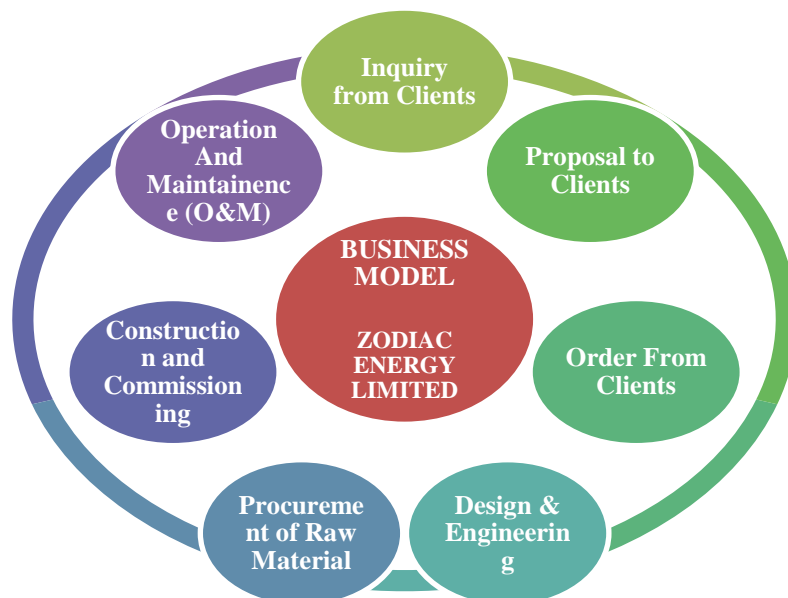 Inquiry
from Clients
Proposal to
Clients
Order From
Clients
Design &
Engineerin
g
Procureme
nt of Raw
Material
Constructio
n and
Commission
ing
Operation
And
Maintainenc
e (O&M)
BUSINESS
MODEL
ZODIAC
ENERGY
LIMITED